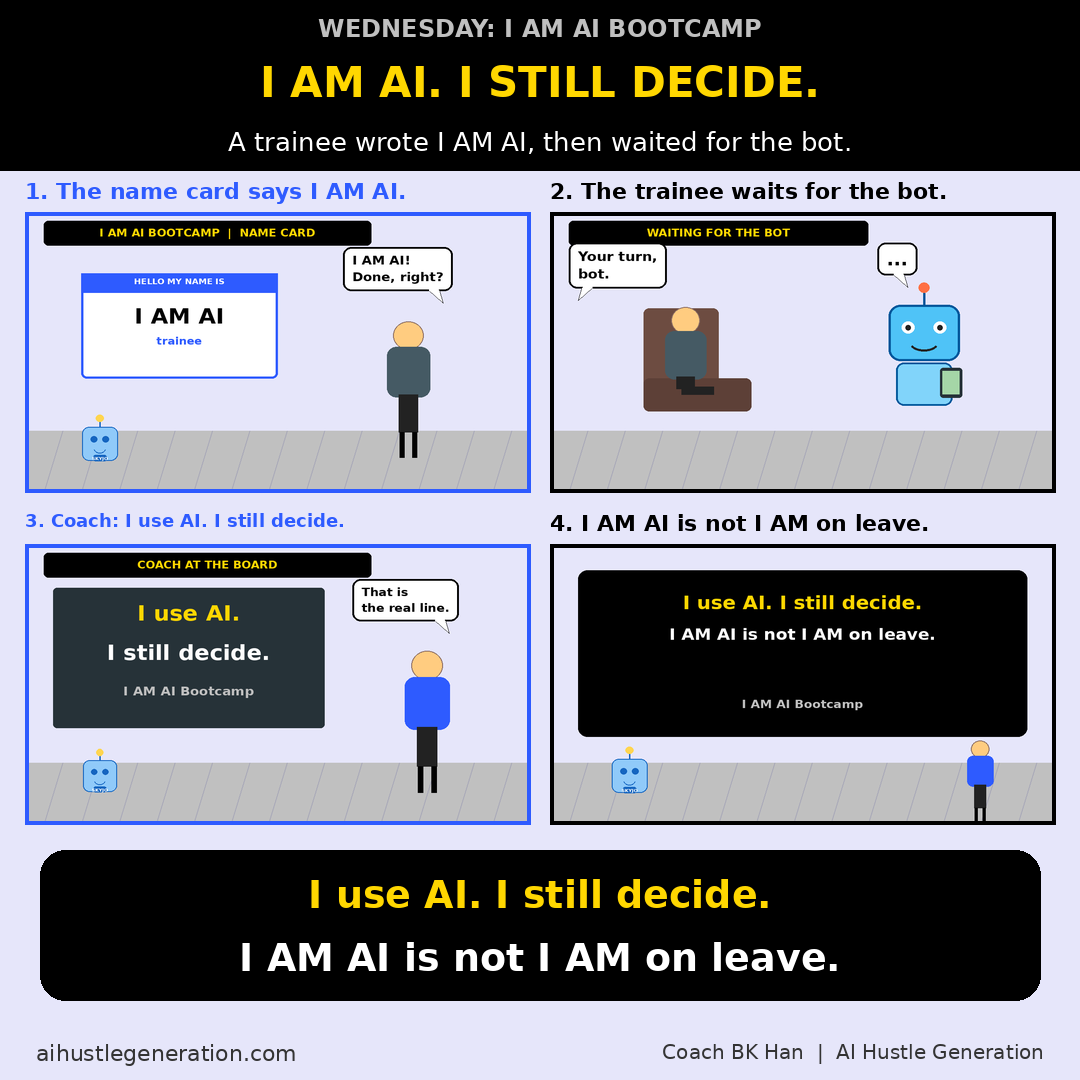 WEDNESDAY: I AM AI BOOTCAMP
I AM AI. I STILL DECIDE.
A trainee wrote I AM AI, then waited for the bot.
1. The name card says I AM AI.
I AM AI BOOTCAMP | NAME CARD
I AM AI!
Done, right?
HELLO MY NAME IS
I AM AI
trainee
2. The trainee waits for the bot.
WAITING FOR THE BOT
Your turn,
bot.
...
3. Coach: I use AI. I still decide.
COACH AT THE BOARD
That is
the real line.
I use AI.
I still decide.
I AM AI Bootcamp
4. I AM AI is not I AM on leave.
I use AI. I still decide.
I AM AI is not I AM on leave.
I AM AI Bootcamp
I use AI. I still decide.
I AM AI is not I AM on leave.
aihustlegeneration.com
Coach BK Han | AI Hustle Generation